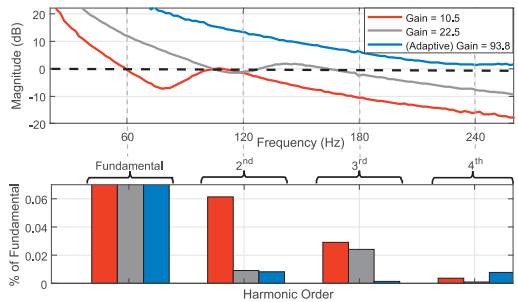 Magnitude (dB)
20
10
0
-10
-20
Gain = 10.5
Gain = 22.5
(Adaptive) Gain = 93.8
60
120
180
240
Frequency (Hz)
Fundamental
2nd
3rd
4th
% of Fundamental
0.06
0.04
0.02
0
Harmonic Order